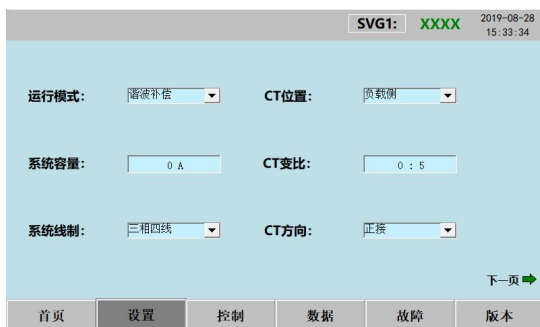 SVG1: XXXX 2019-08-28
15:33:34
运行模式: 谐波补偿 CT位置: 负载侧
系统容量: 0 A CT变比: 0 : 5
系统线制: 三相四线 CT方向: 正接
下一页
首页 设置 控制 数据 故障 版本